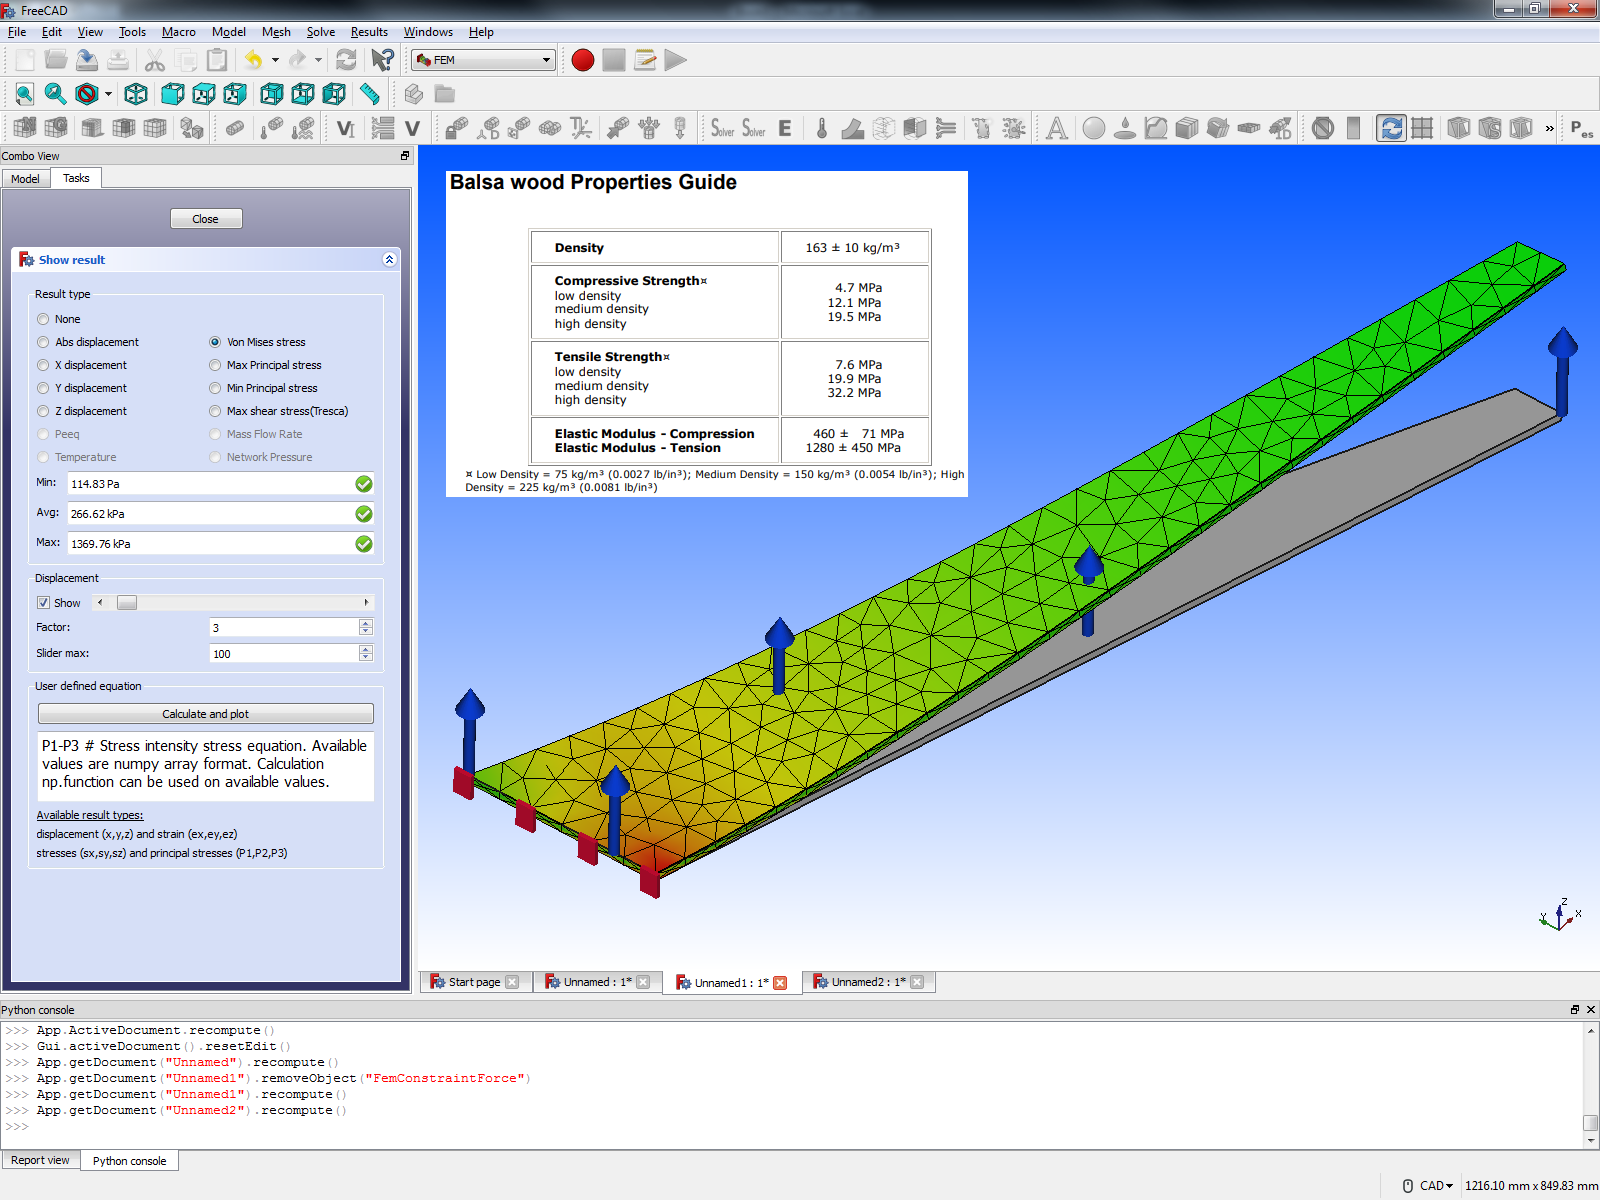 FreeCAD
File Edit View Tools Macro Model Mesh Solve Results Windows Help
FEM
Solver Solver E
Pes
Combo View
Model Tasks
Close
Show result
Result type
None
Abs displacement Von Mises stress
X displacement Max Principal stress
Y displacement Min Principal stress
Z displacement Max shear stress(Tresca)
Peeq Mass Flow Rate
Temperature Network Pressure
Min: 114.83 Pa
Avg: 266.62 kPa
Max: 1369.76 kPa
Displacement
Show
Factor: 3
Slider max: 100
User defined equation
Calculate and plot
P1-P3 # Stress intensity stress equation. Available
values are numpy array format. Calculation
np.function can be used on available values.
Available result types:
displacement (x,y,z) and strain (ex,ey,ez)
stresses (sx,sy,sz) and principal stresses (P1,P2,P3)
Balsa wood Properties Guide
Density 163 ± 10 kg/m³
Compressive Strength¤
low density 4.7 MPa
medium density 12.1 MPa
high density 19.5 MPa
Tensile Strength¤
low density 7.6 MPa
medium density 19.9 MPa
high density 32.2 MPa
Elastic Modulus - Compression 460 ± 71 MPa
Elastic Modulus - Tension 1280 ± 450 MPa
¤ Low Density = 75 kg/m³ (0.0027 lb/in³); Medium Density = 150 kg/m³ (0.0054 lb/in³); High
Density = 225 kg/m³ (0.0081 lb/in³)
Z
Y X
Start page Unnamed : 1* Unnamed1 : 1* Unnamed2 : 1*
Python console
>>> App.ActiveDocument.recompute()
>>> Gui.activeDocument().resetEdit()
>>> App.getDocument("Unnamed").recompute()
>>> App.getDocument("Unnamed1").removeObject("FemConstraintForce")
>>> App.getDocument("Unnamed1").recompute()
>>> App.getDocument("Unnamed2").recompute()
>>>
Report view Python console
CAD 1216.10 mm x 849.83 mm